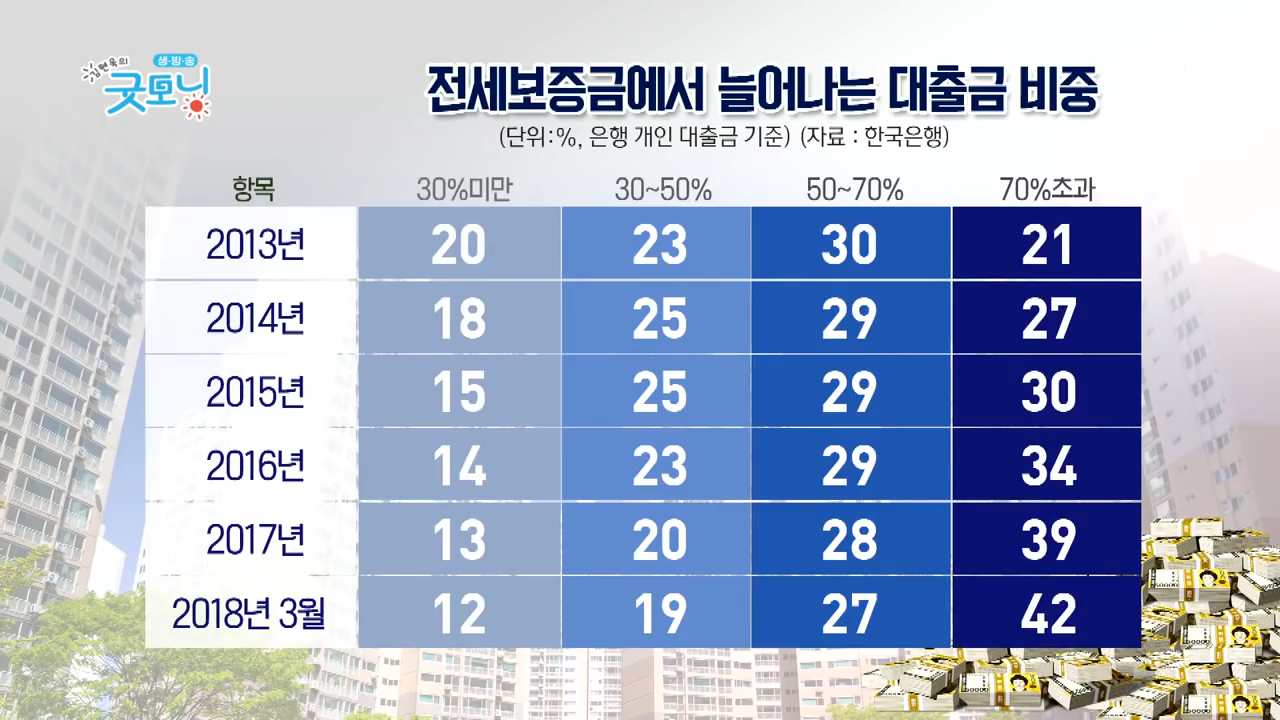 김현욱의
생·방·송
굿모닝
전세보증금에서 늘어나는 대출금 비중
(단위:%, 은행 개인 대출금 기준) (자료 : 한국은행)
항목 30%미만 30~50% 50~70% 70%초과
2013년 20 23 30 21
2014년 18 25 29 27
2015년 15 25 29 30
2016년 14 23 29 34
2017년 13 20 28 39
2018년 3월 12 19 27 42